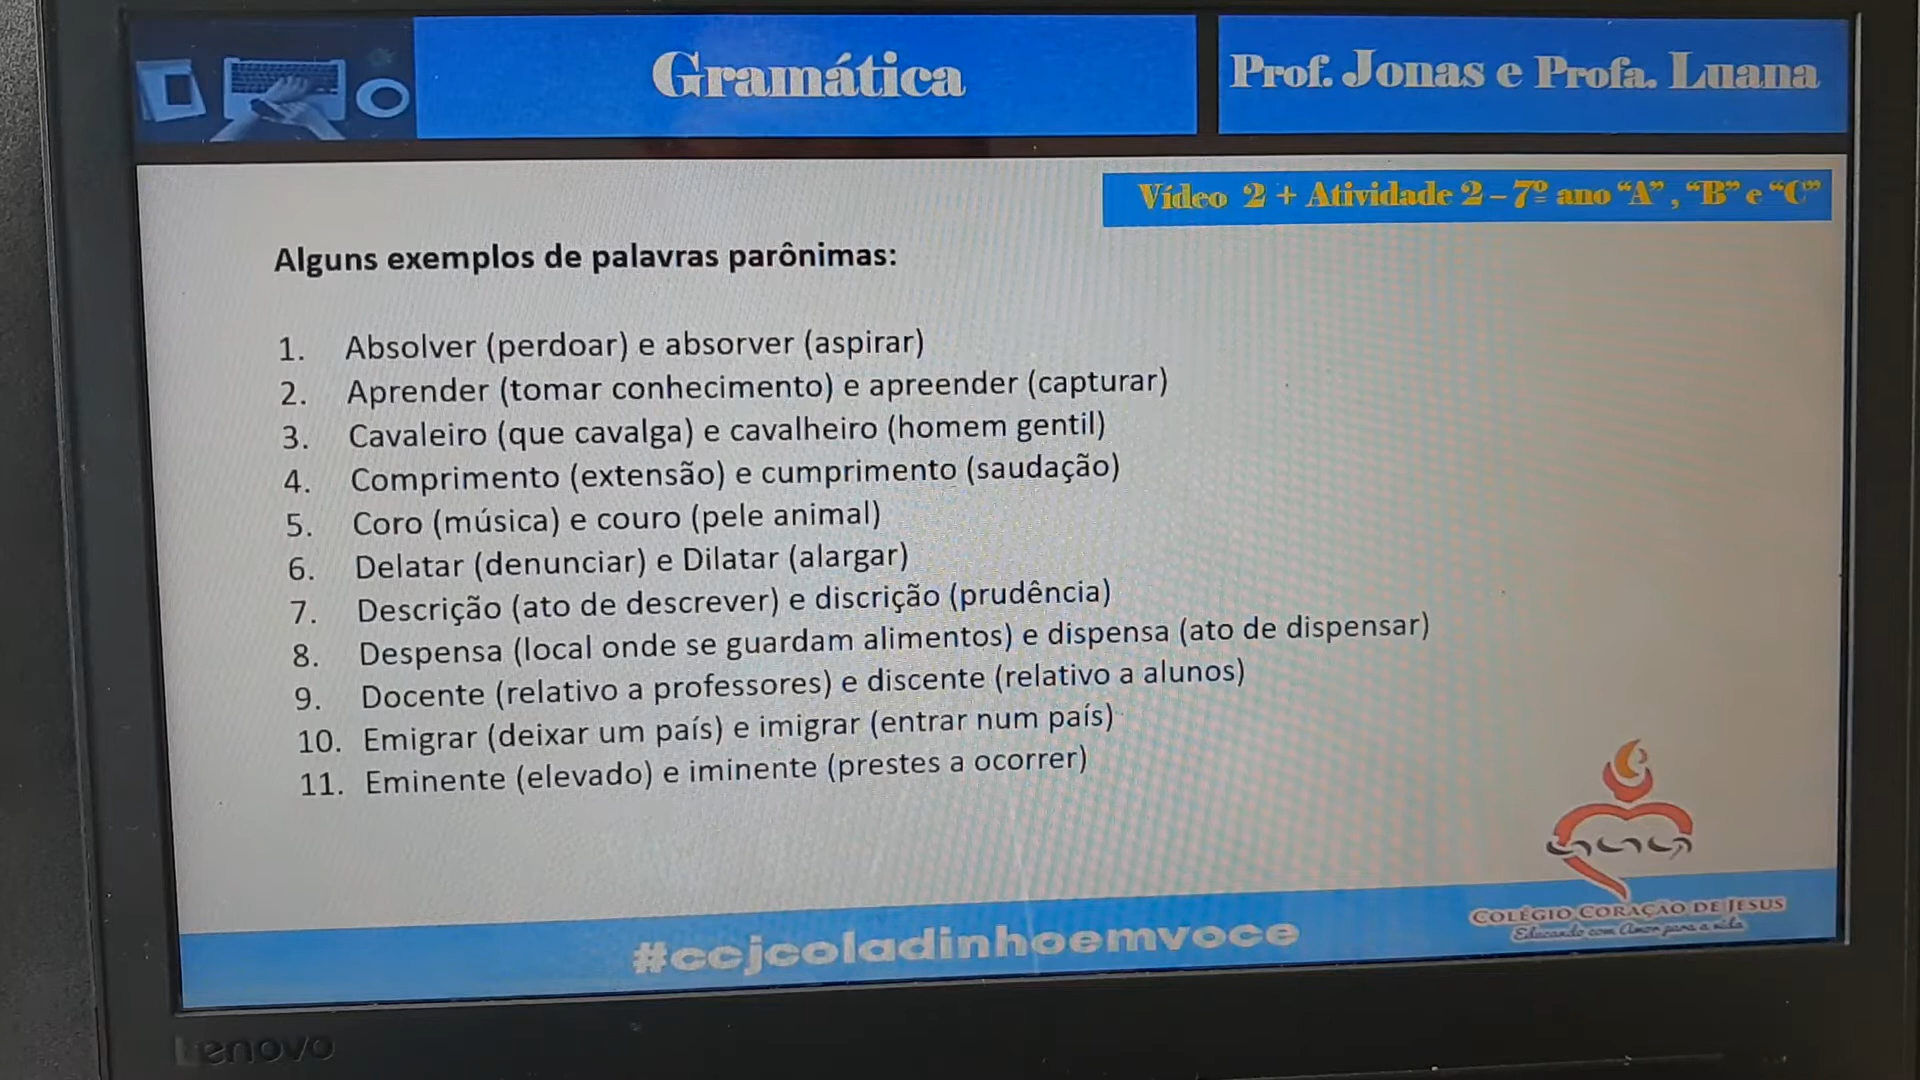 Gramática
Prof. Jonas e Profa. Luana
Vídeo 2 + Atividade 2 – 7º ano “A”, “B” e “C”
Alguns exemplos de palavras parônimas:
1. Absolver (perdoar) e absorver (aspirar)
2. Aprender (tomar conhecimento) e apreender (capturar)
3. Cavaleiro (que cavalga) e cavalheiro (homem gentil)
4. Comprimento (extensão) e cumprimento (saudação)
5. Coro (música) e couro (pele animal)
6. Delatar (denunciar) e Dilatar (alargar)
7. Descrição (ato de descrever) e discrição (prudência)
8. Despensa (local onde se guardam alimentos) e dispensa (ato de dispensar)
9. Docente (relativo a professores) e discente (relativo a alunos)
10. Emigrar (deixar um país) e imigrar (entrar num país)
11. Eminente (elevado) e iminente (prestes a ocorrer)
COLÉGIO CORAÇÃO DE JESUS
Educando com Amor para a vida
#ccjcoladinhoemvoce
Lenovo